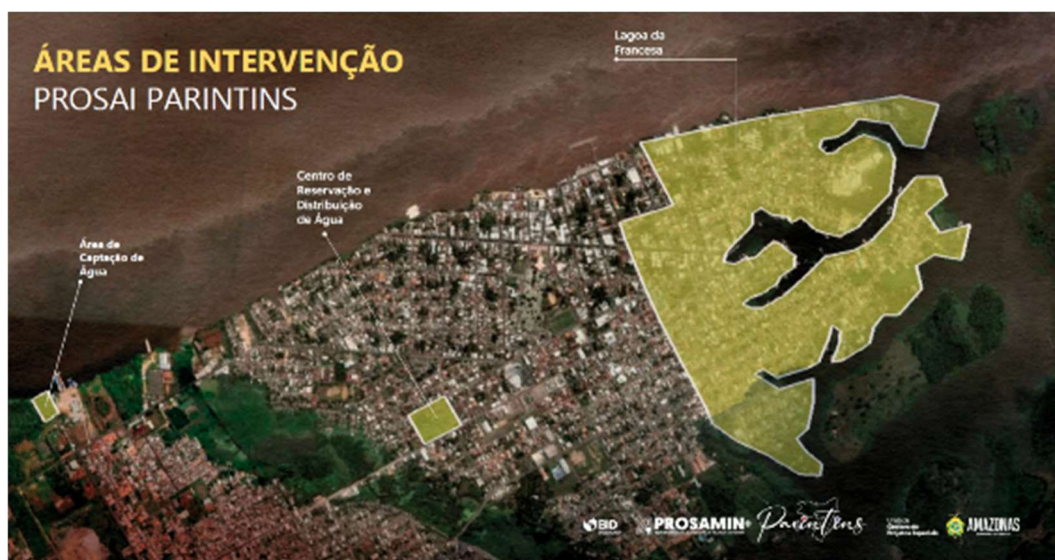 ÁREAS DE INTERVENÇÃO
PROSAI PARINTINS
Lagoa da
Francesa
Centro de
Reservação e
Distribuição
de Água
Área de
Captação de
Água
BID
PROSAMIN+
Parintins
AMAZONAS